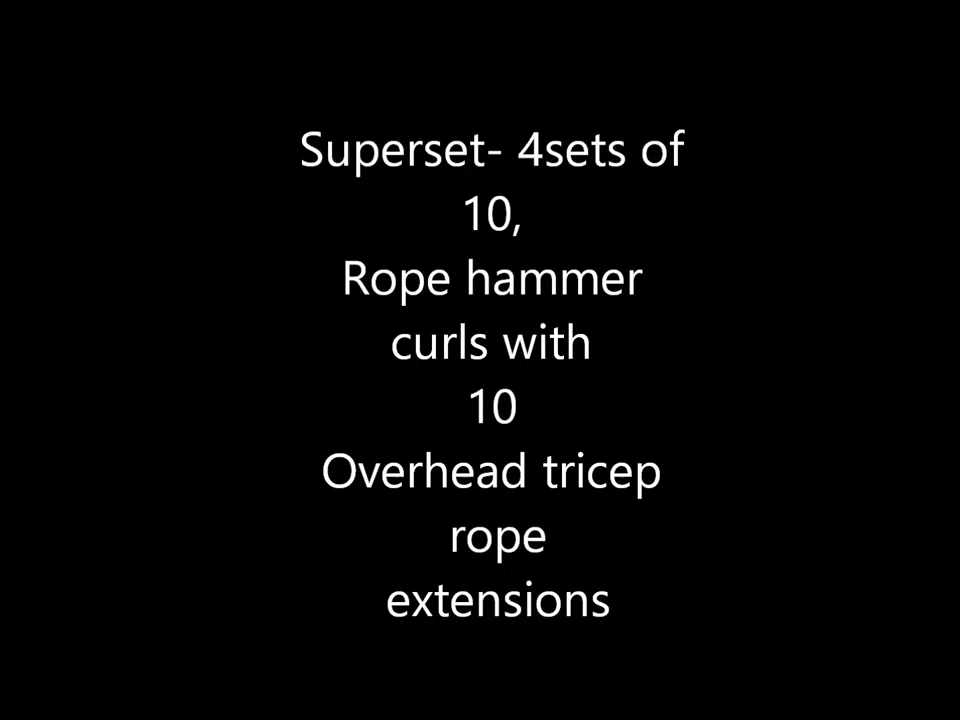 Superset- 4sets of
10,
Rope hammer
curls with
10
Overhead tricep
rope
extensions